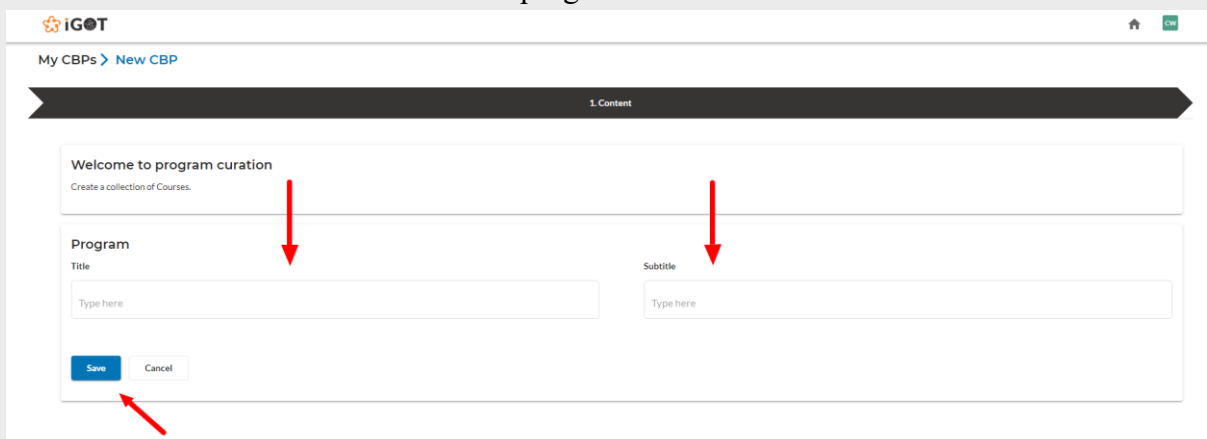 iGOT
CW
My CBPs > New CBP
1. Content
Welcome to program curation
Create a collection of Courses.
Program
Title
Subtitle
Type here
Type here
Save
Cancel